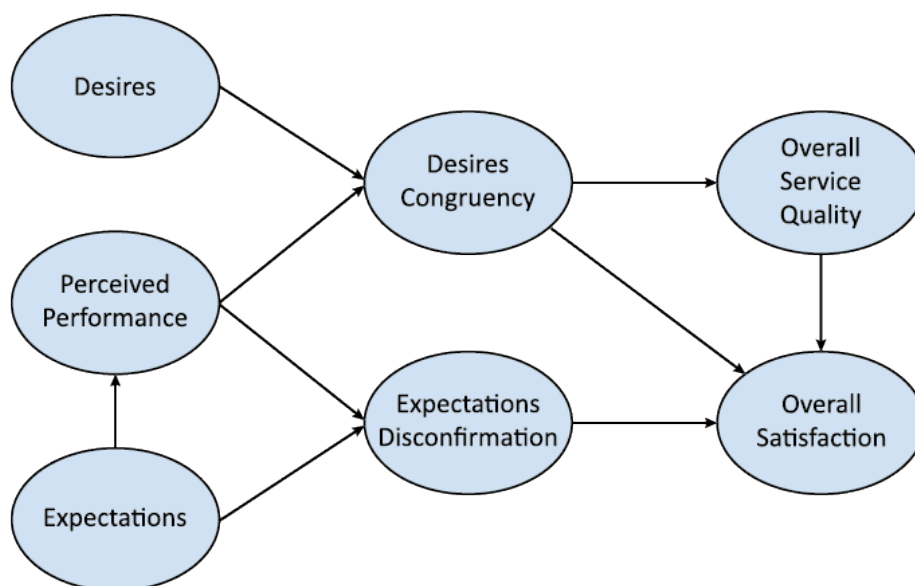 Desires
Desires
Congruency
Overall
Service
Quality
Perceived
Performance
Expectations
Disconfirmation
Overall
Satisfaction
Expectations